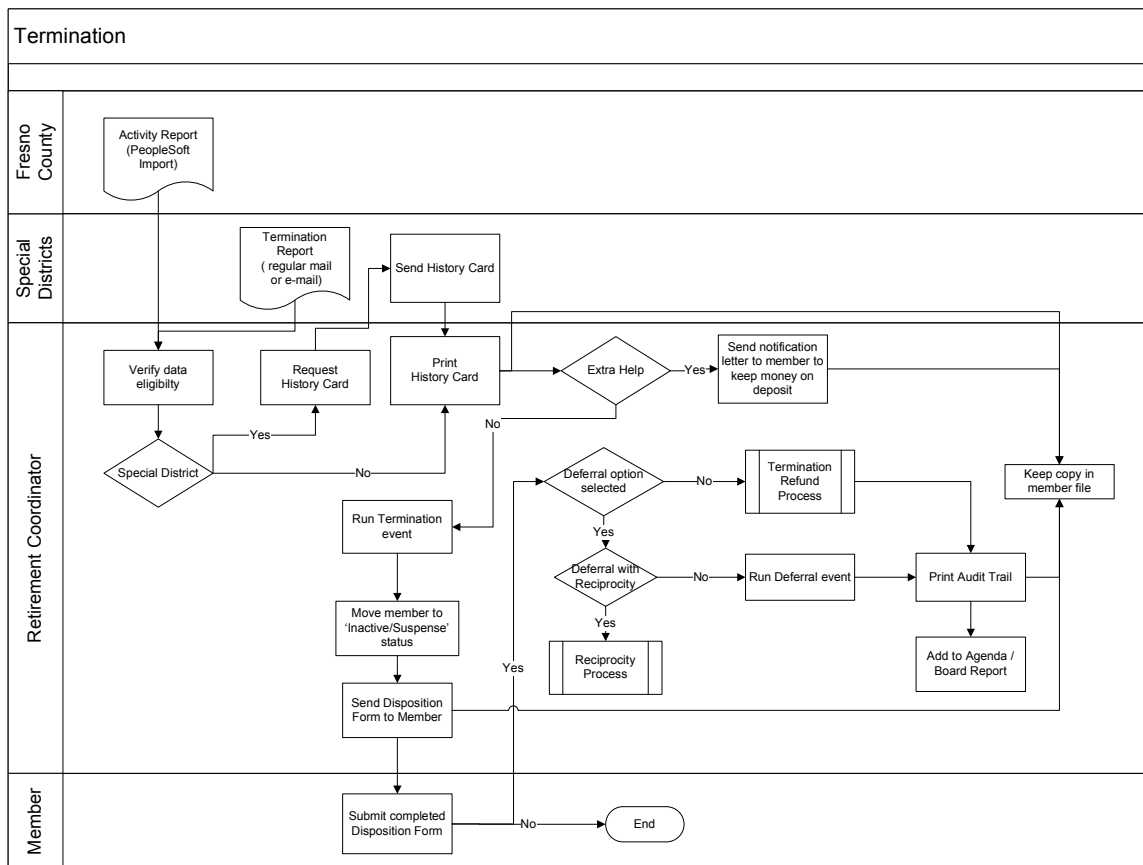 Termination
Fresno
County
Activity Report
(PeopleSoft
Import)
Special
Districts
Termination
Report
( regular mail
or e-mail)
Send History Card
Retirement Coordinator
Verify data
eligibilty
Request
History Card
Print
History Card
Extra Help
Yes
Send notification
letter to member to
keep money on
deposit
No
Special District
Yes
No
Deferral option
selected
No
Termination
Refund
Process
Keep copy in
member file
Run Termination
event
Yes
Deferral with
Reciprocity
No
Run Deferral event
Print Audit Trail
Move member to
‘Inactive/Suspense’
status
Yes
Reciprocity
Process
Yes
Add to Agenda /
Board Report
Send Disposition
Form to Member
Member
Submit completed
Disposition Form
No
End